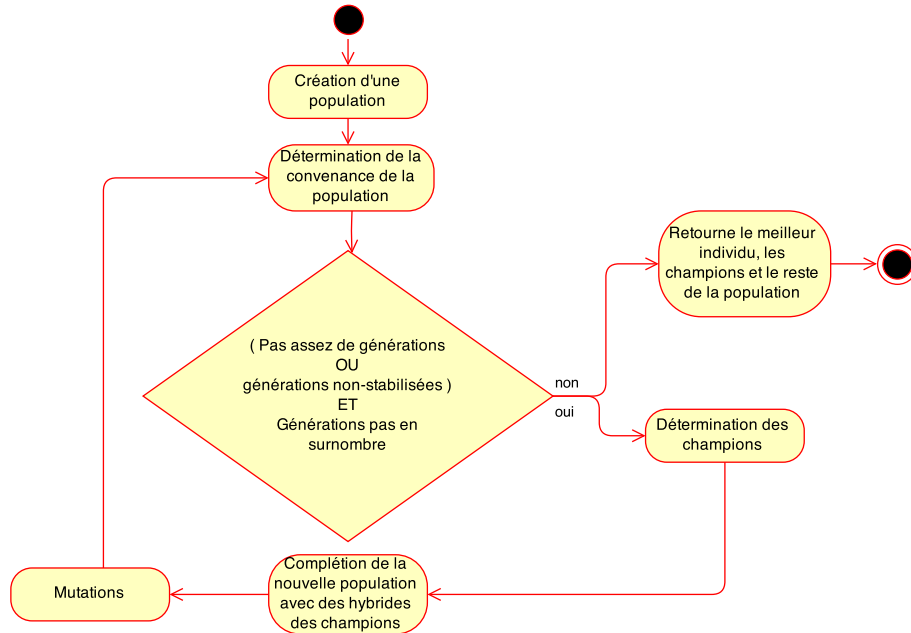 Création d'une
population
Détermination de la
convenance de la
population
Retourne le meilleur
individu, les
champions et le reste
de la population
( Pas assez de générations
OU
générations non-stabilisées )
ET
Générations pas en
surnombre
non
oui
Détermination des
champions
Complétion de la
nouvelle population
avec des hybrides
des champions
Mutations